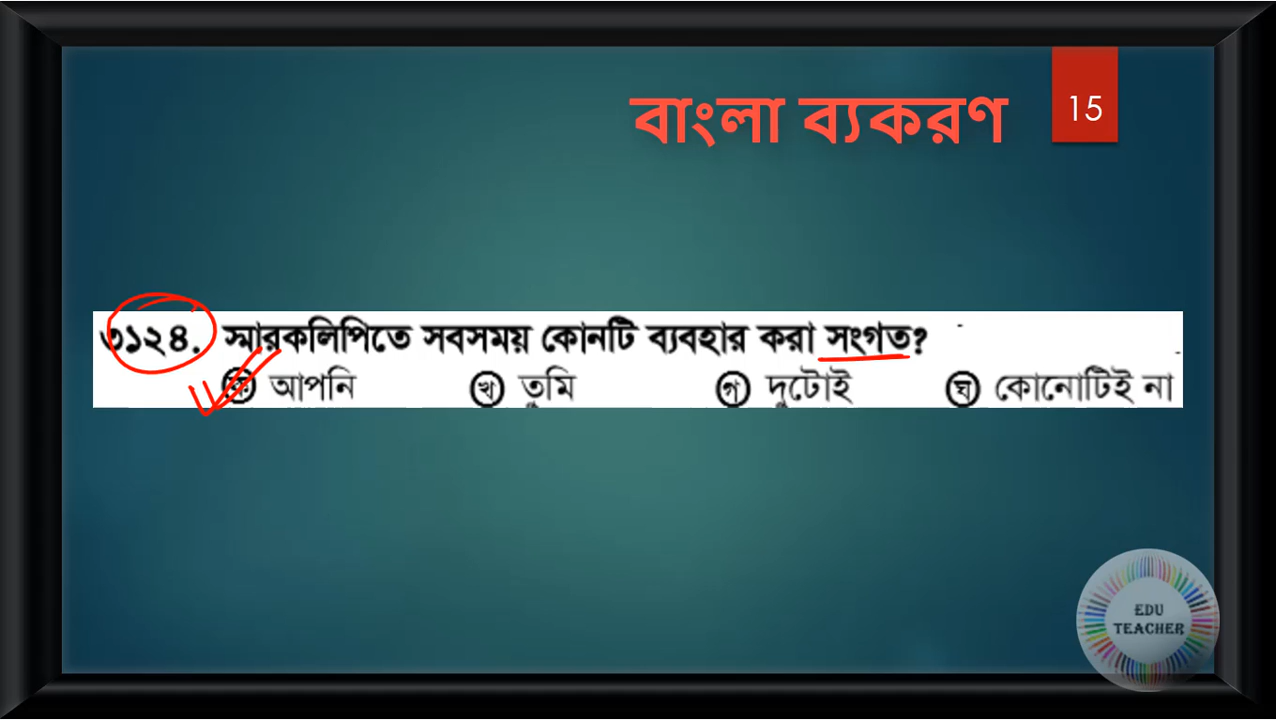 বাংলা ব্যকরণ
15
৩১২৪. স্মারকলিপিতে সবসময় কোনটি ব্যবহার করা সংগত?
ক আপনি খ তুমি গ দুটোই ঘ কোনোটিই না
EDU
TEACHER